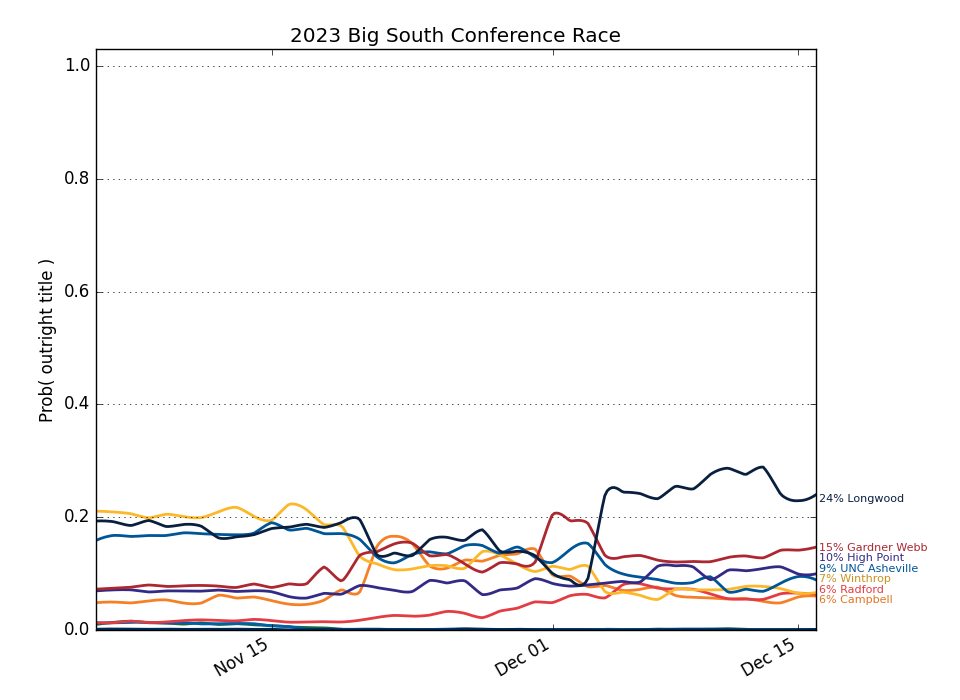 2023 Big South Conference Race
Prob( outright title )
1.0
0.8
0.6
0.4
0.2
0.0
Nov 15
Dec 01
Dec 15
24% Longwood
15% Gardner Webb
10% High Point
9% UNC Asheville
7% Winthrop
6% Radford
6% Campbell